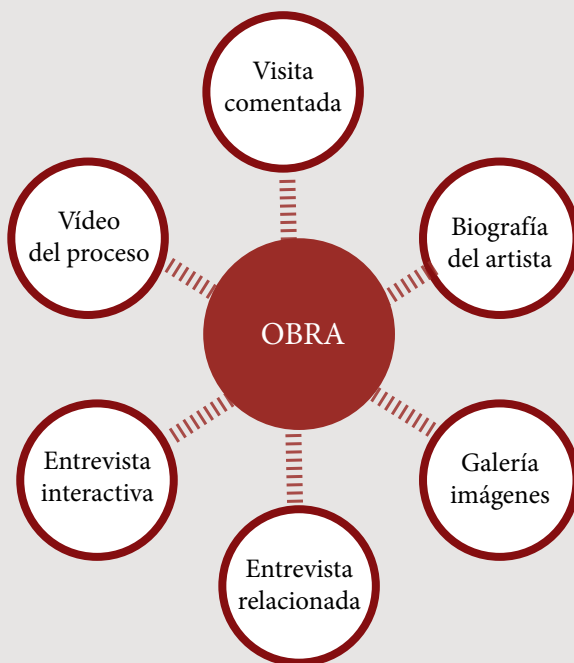 Visita
comentada
Vídeo
del proceso
Biografía
del artista
OBRA
Entrevista
interactiva
Galería
imágenes
Entrevista
relacionada